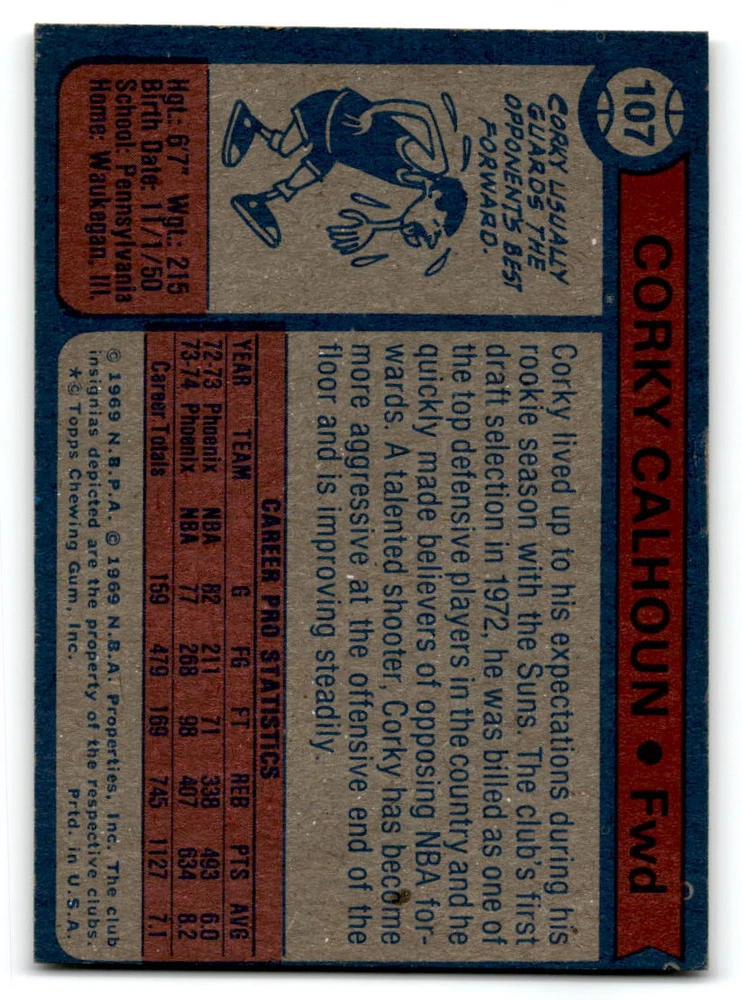 107
CORKY CALHOUN • Fwd
CORKY USUALLY
GUARDS THE
OPPONENTS BEST
FORWARD.
Hgt.: 6'7" Wgt.: 215
Birth Date: 11/1/50
School: Pennsylvania
Home: Waukegan, Ill.
Corky lived up to his expectations during his
rookie season with the Suns. The club's first
draft selection in 1972, he was billed as one of
the top defensive players in the country and he
quickly made believers of opposing NBA for-
wards. A talented shooter, Corky has become
more aggressive at the offensive end of the
floor and is improving steadily.
CAREER PRO STATISTICS
YEAR TEAM G FG FT REB PTS AVG
72-73 Phoenix NBA 82 211 71 338 493 6.0
73-74 Phoenix NBA 77 268 98 407 634 8.2
Career Totals 159 479 169 745 1127 7.1
© 1969 N.B.P.A. © 1969 N.B.A. Properties, Inc. The club
insignias depicted are the property of the respective clubs.
*© Topps Chewing Gum, Inc. Prtd. in U.S.A.